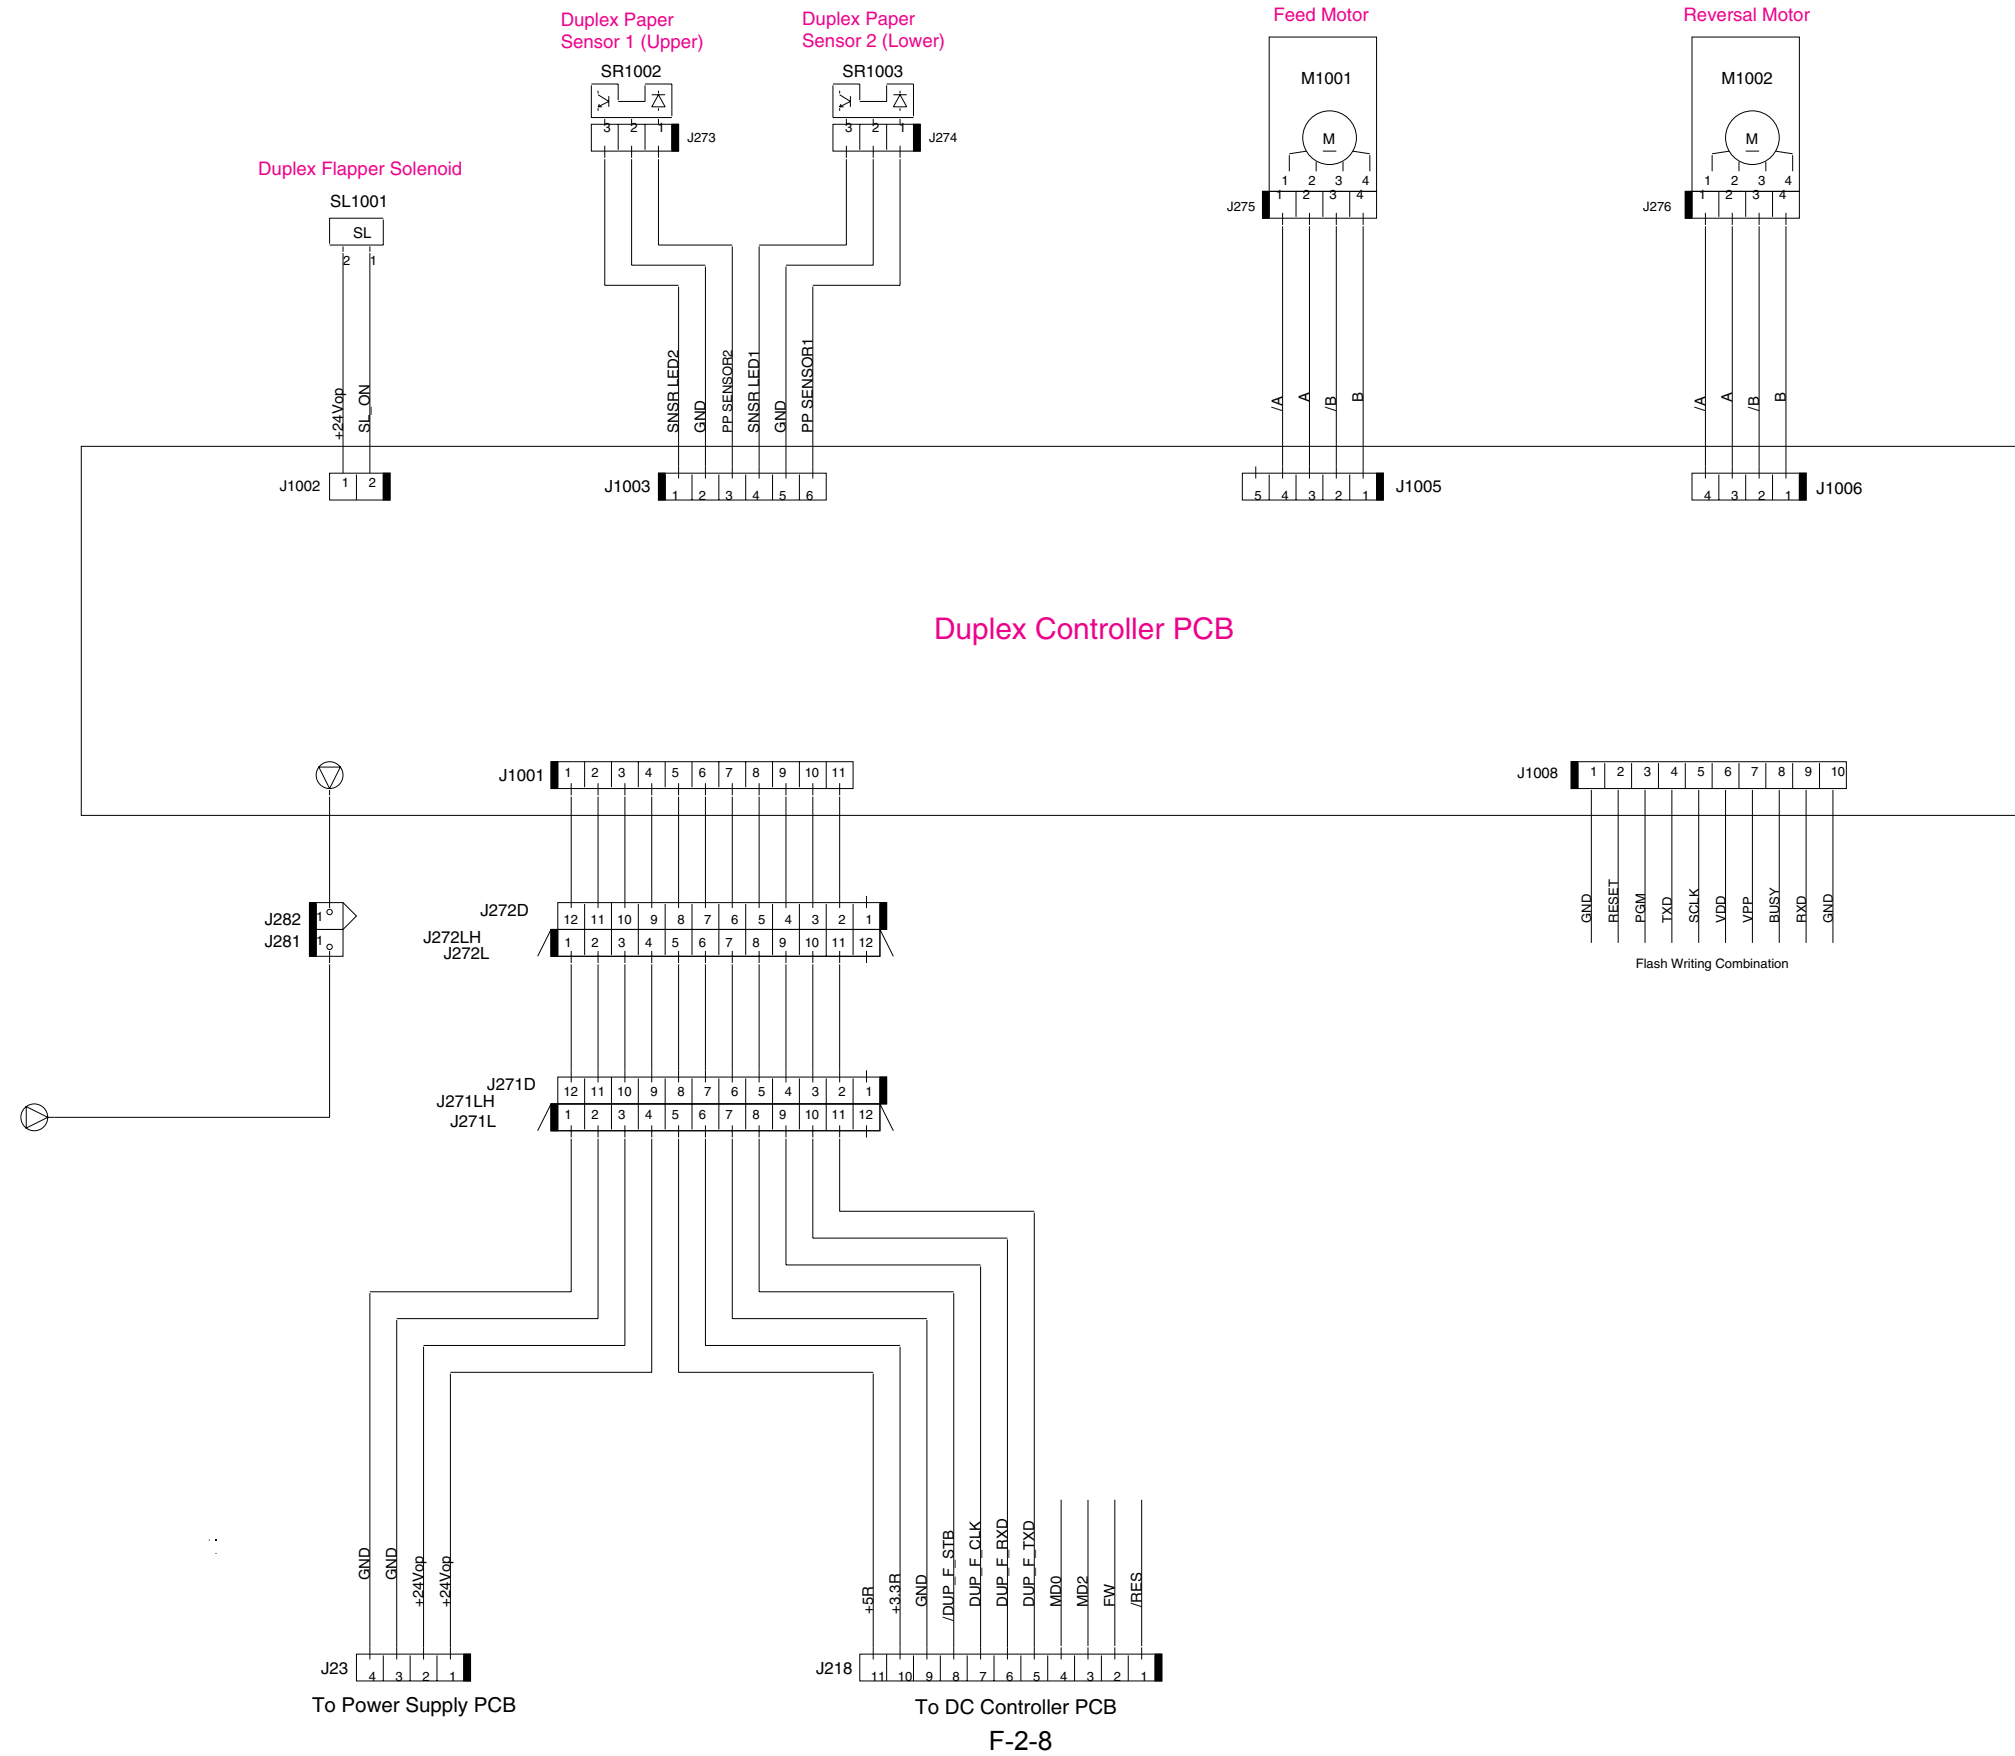 Duplex Paper
Sensor 1 (Upper)
Duplex Paper
Sensor 2 (Lower)
Feed Motor
Reversal Motor
SR1002
SR1003
M1001
M1002
3 2 1
J273
3 2 1
J274
M
M
Duplex Flapper Solenoid
SL1001
SL
2 1
1 2 3 4
J275
1 2 3 4
1 2 3 4
J276
1 2 3 4
+24Vop
SL_ON
SNSR LED2
GND
PP SENSOR2
SNSR LED1
GND
PP SENSOR1
/A
A
/B
B
/A
A
/B
B
J1002
1 2
J1003
1 2 3 4 5 6
5 4 3 2 1
J1005
4 3 2 1
J1006
Duplex Controller PCB
J1001
1 2 3 4 5 6 7 8 9 10 11
J1008
1 2 3 4 5 6 7 8 9 10
GND
RESET
PGM
TXD
SCLK
VDD
VPP
BUSY
RXD
GND
Flash Writing Combination
J282
1
J281
1
J272D
12 11 10 9 8 7 6 5 4 3 2 1
J272LH
J272L
1 2 3 4 5 6 7 8 9 10 11 12
J271D
12 11 10 9 8 7 6 5 4 3 2 1
J271LH
J271L
1 2 3 4 5 6 7 8 9 10 11 12
GND
GND
+24Vop
+24Vop
+5R
+3.3R
GND
/DUP_F_STB
DUP_F_CLK
DUP_F_RXD
DUP_F_TXD
MD0
MD2
FW
/RES
J23
4 3 2 1
J218
11 10 9 8 7 6 5 4 3 2 1
To Power Supply PCB
To DC Controller PCB
F-2-8